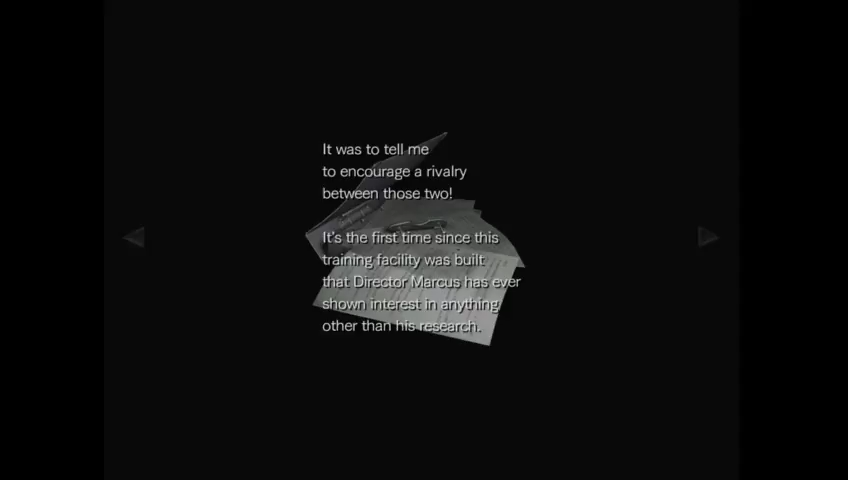 It was to tell me
to encourage a rivalry
between those two!
It's the first time since this
training facility was built
that Director Marcus has ever
shown interest in anything
other than his research.